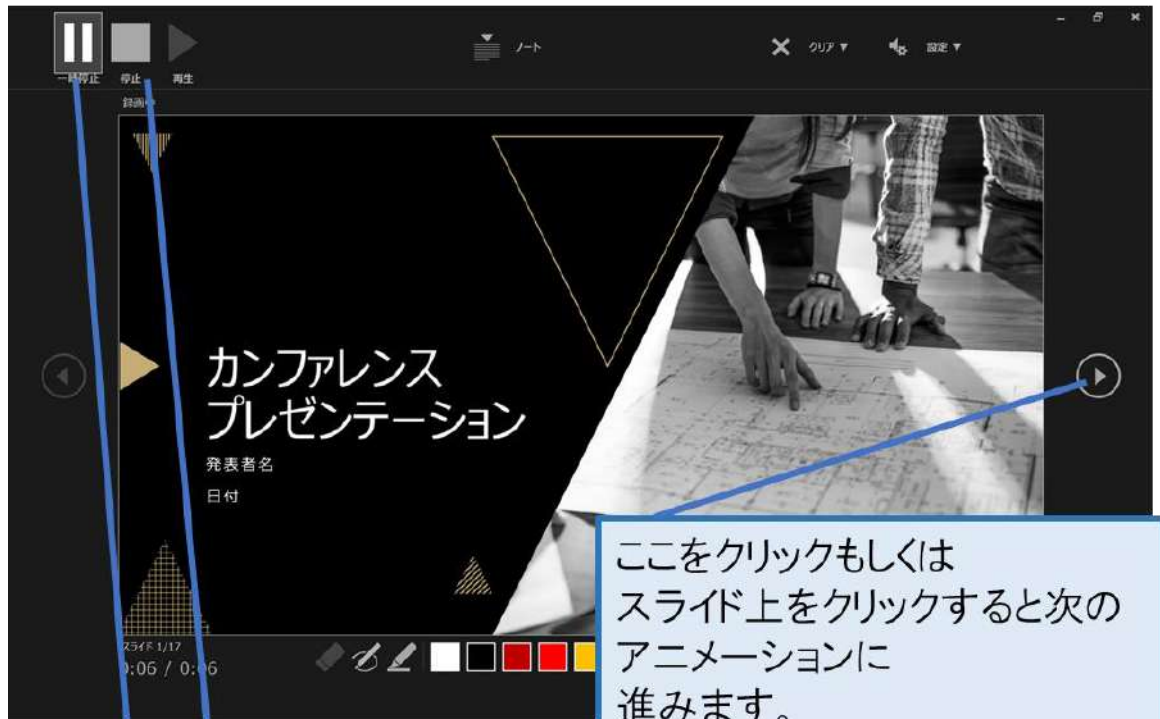 一時停止
停止
再生
ノート
クリア
設定
録画中
カンファレンス
プレゼンテーション
発表者名
日付
スライド 1/17
0:06 / 0:06
ここをクリックもしくは
スライド上をクリックすると次の
アニメーションに
進みます。